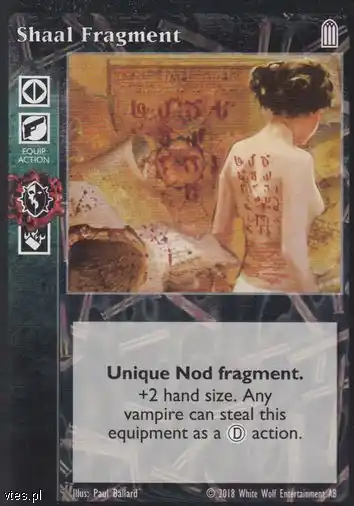 Shaal Fragment
EQUIP
ACTION
Unique Nod fragment.
+2 hand size. Any
vampire can steal this
equipment as a Ⓓ action.
Illus: Paul Ballard
© 2018 White Wolf Entertainment AB
vtes.pl